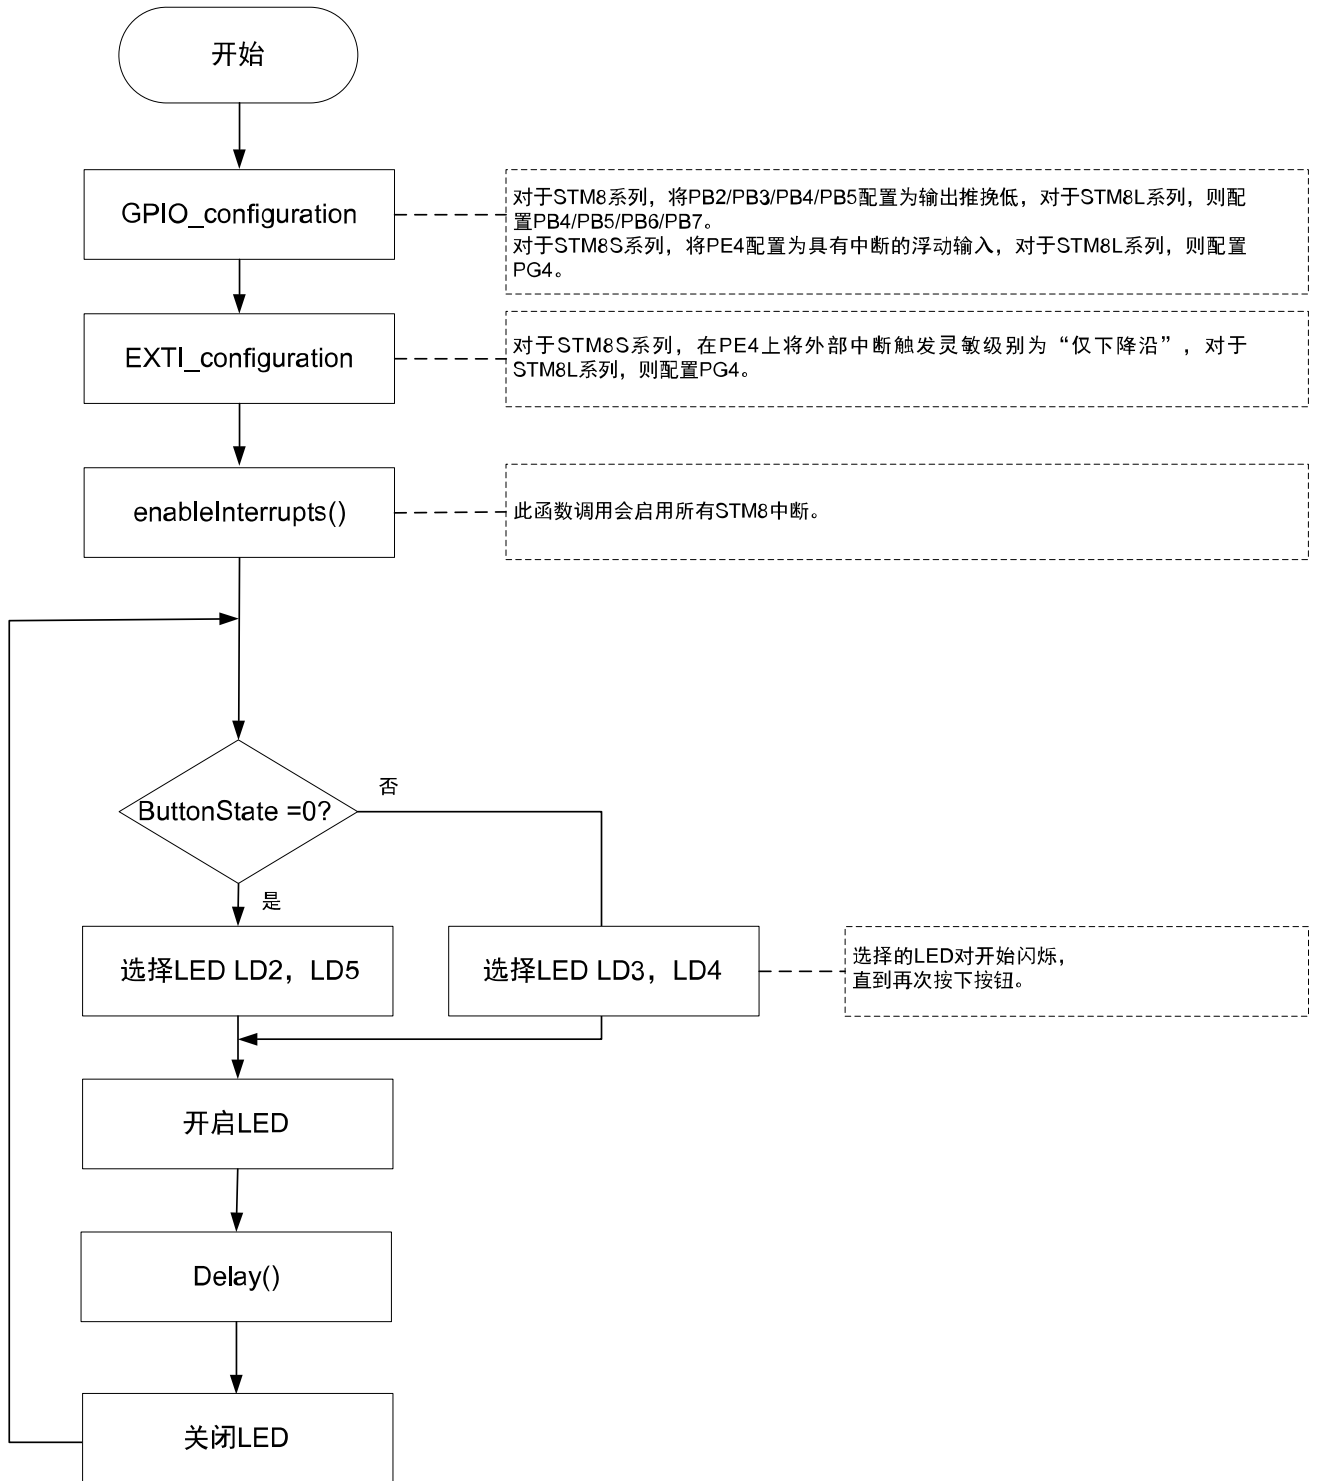 开始
GPIO_configuration
对于STM8系列，将PB2/PB3/PB4/PB5配置为输出推挽低，对于STM8L系列，则配
置PB4/PB5/PB6/PB7。
对于STM8S系列，将PE4配置为具有中断的浮动输入，对于STM8L系列，则配置
PG4。
EXTI_configuration
对于STM8S系列，在PE4上将外部中断触发灵敏级别为“仅下降沿”，对于
STM8L系列，则配置PG4。
enableInterrupts()
此函数调用会启用所有STM8中断。
ButtonState =0?
否
是
选择LED LD2，LD5
选择LED LD3，LD4
选择的LED对开始闪烁，
直到再次按下按钮。
开启LED
Delay()
关闭LED